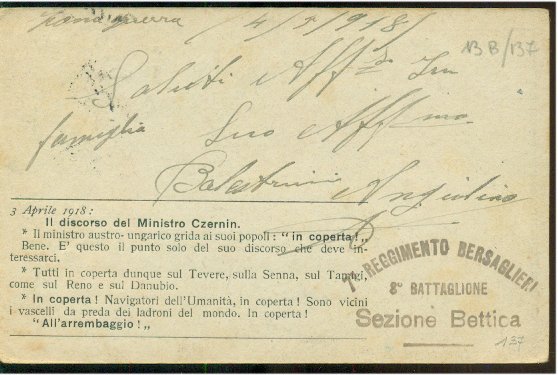 zona guerra 4/5/918
13 B/137
Saluti Aff.
famiglia
Suo Aff.mo
Balestrini Angiolino
3 Aprile 1918:
Il discorso del Ministro Czernin.
* Il ministro austro-ungarico grida ai suoi popoli: "in coperta!„
Bene. E' questo il punto solo del suo discorso che deve in-
teressarci.
* Tutti in coperta dunque sul Tevere, sulla Senna, sul Tamigi,
come sul Reno e sul Danubio.
* In coperta! Navigatori dell'Umanità, in coperta! Sono vicini
i vascelli da preda dei ladroni del mondo. In coperta!
"All'arrembaggio!„
7° REGGIMENTO BERSAGLIERI
8° BATTAGLIONE
Sezione Bettica
137